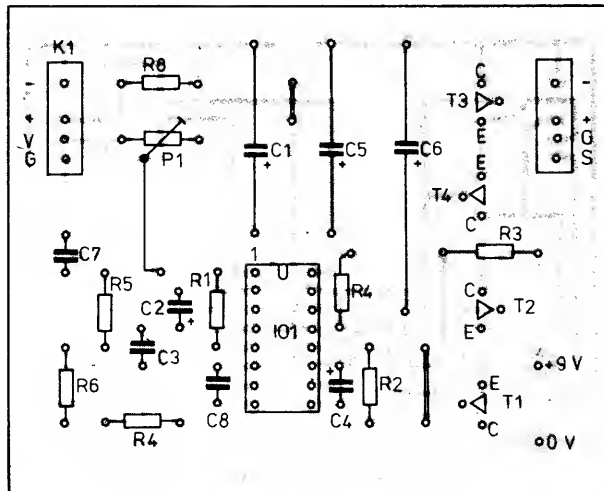 K1
-
+
V
G
R8
P1
C1
+
C5
+
C6
+
C
T3
E
E
T4
C
-
+
G
S
C7
R5
C2
+
R1
1
IO1
R4
R3
C
T2
E
C3
R6
R4
C8
+
C4
R2
E
T1
C
+9 V
0 V